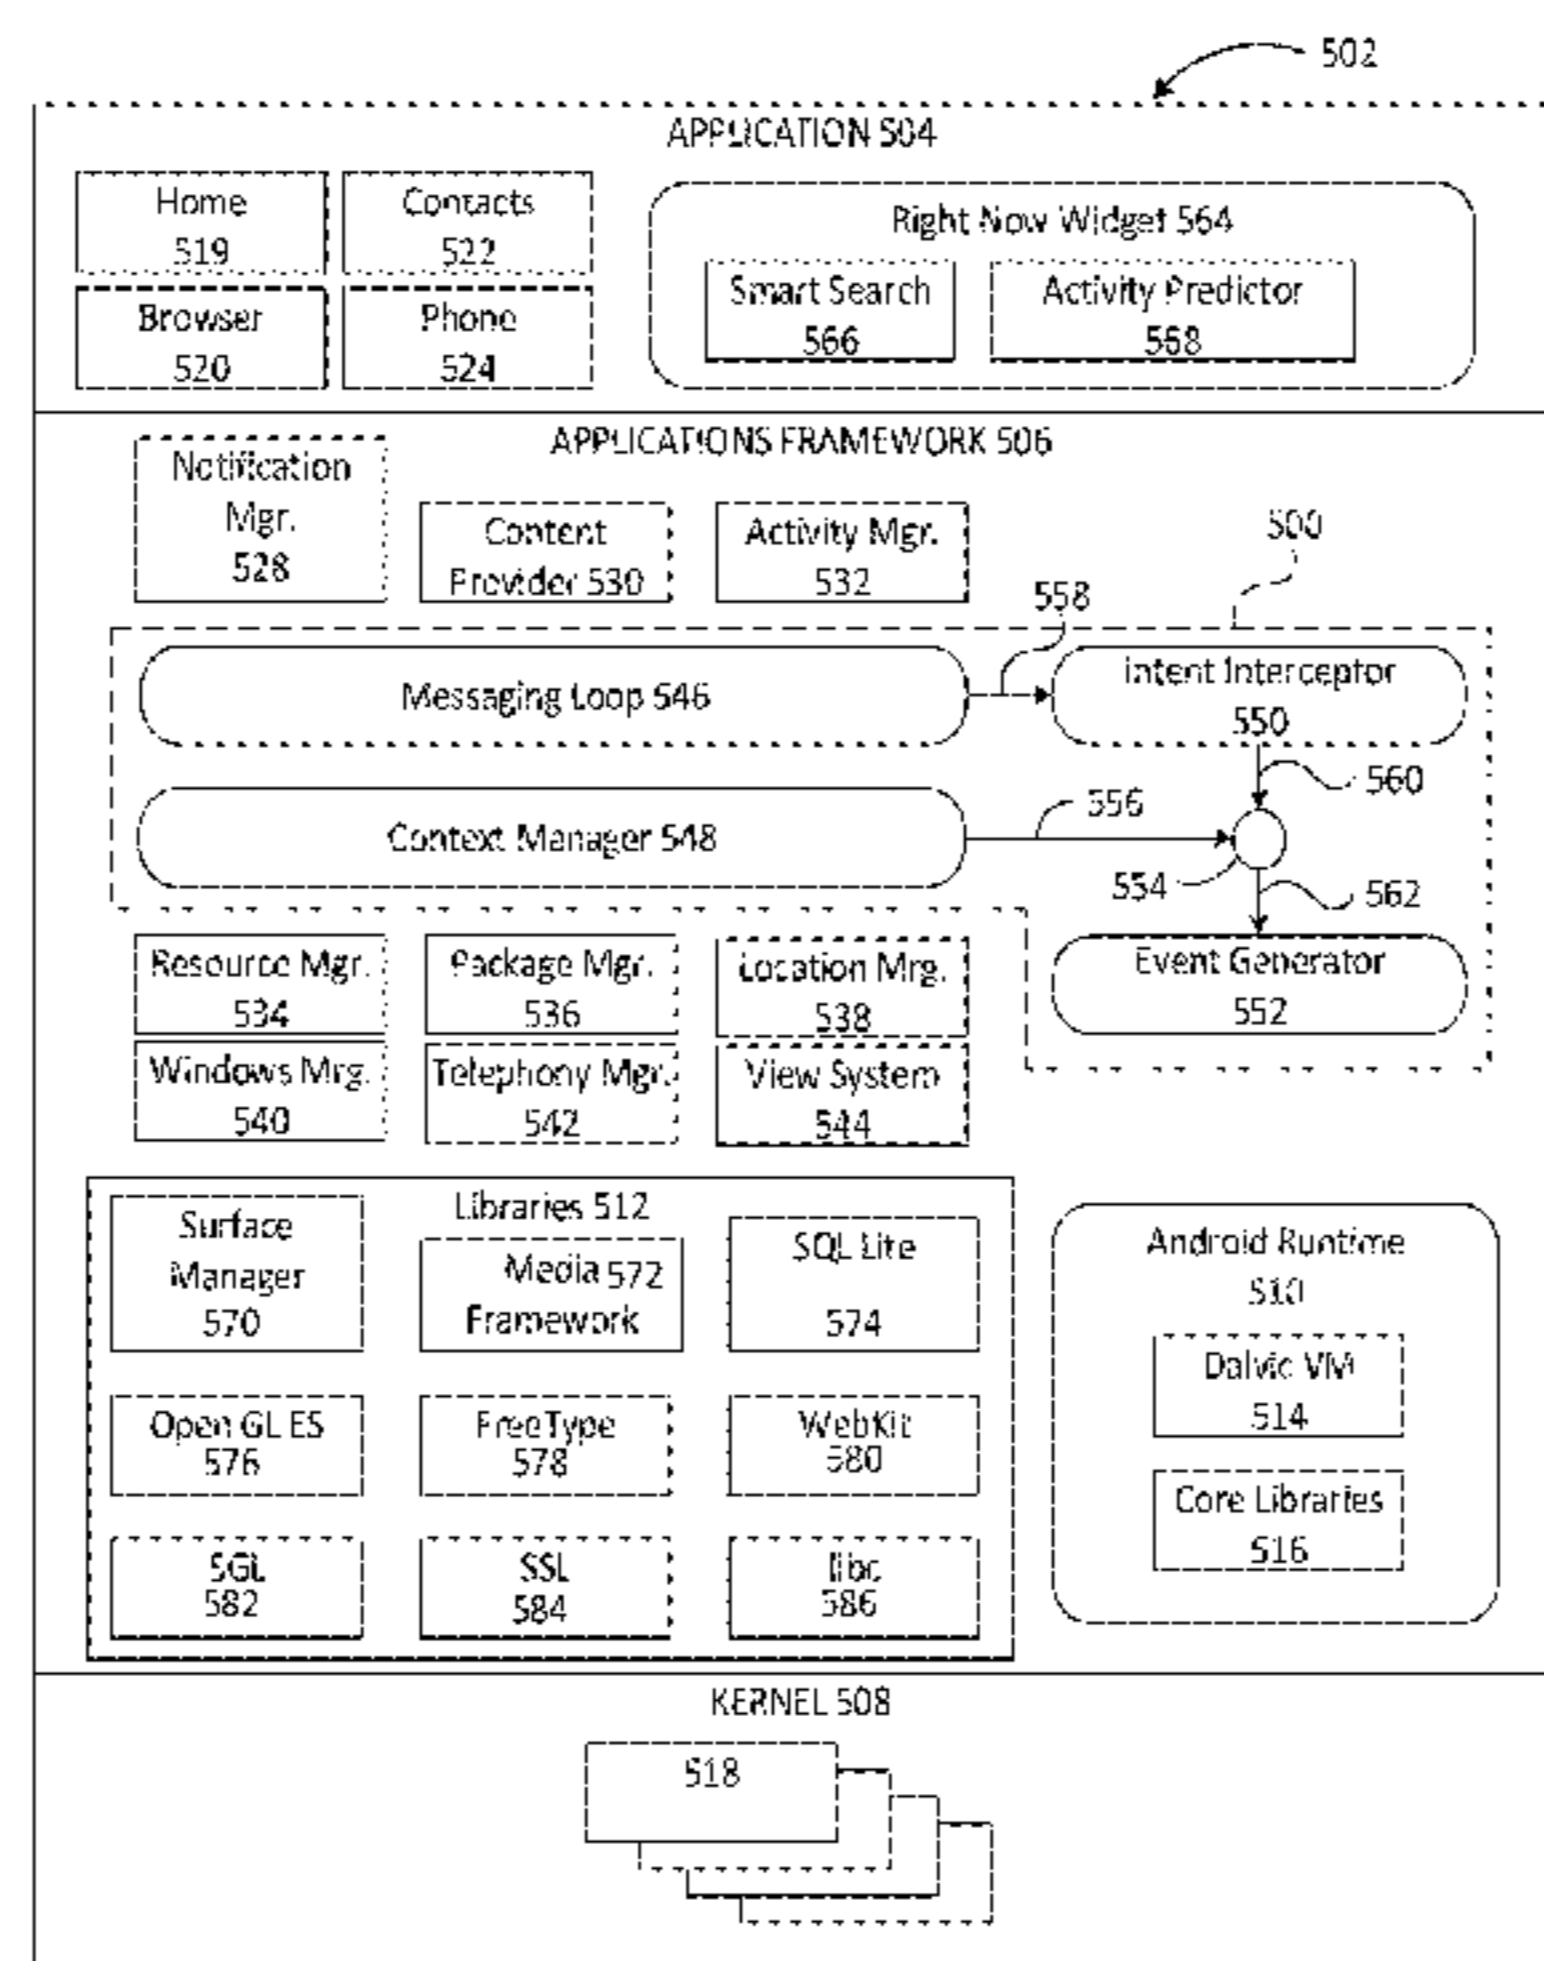 502
APPLICATION 504
Home
519
Contacts
522
Browser
520
Phone
524
Right Now Widget 564
Smart Search
566
Activity Predictor
568
APPLICATIONS FRAMEWORK 506
Notification
Mgr.
528
Content
Provider 530
Activity Mgr.
532
500
558
Messaging Loop 546
Intent Interceptor
550
560
556
Context Manager 548
554
562
Event Generator
552
Resource Mgr.
534
Package Mgr.
536
Location Mrg.
538
Windows Mrg.
540
Telephony Mgr.
542
View System
544
Libraries 512
Surface
Manager
570
Media 572
Framework
SQL Lite
574
Open GL ES
576
FreeType
578
WebKit
580
SGL
582
SSL
584
libc
586
Android Runtime
510
Dalvic VM
514
Core Libraries
516
KERNEL 508
518